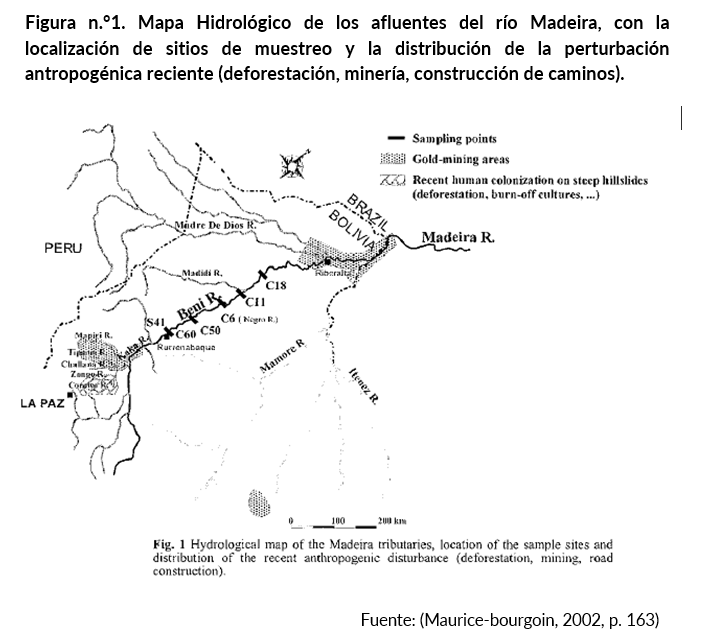 Figura n.°1. Mapa Hidrológico de los afluentes del río Madeira, con la
localización de sitios de muestreo y la distribución de la perturbación
antropogénica reciente (deforestación, minería, construcción de caminos).
Sampling points
Gold-mining areas
Recent human colonization on steep hillslides
(deforestation, burn-off cultures, ...)
BRAZIL
BOLIVIA
Madre De Dios R.
Madeira R.
PERU
Madidi R.
Riberalta
C18
C11
Beni R.
C6 ( Negro R.)
S41
C50
C60
Mapiri R.
Kaka R.
Rurrenabaque
Challana R.
Zongo R.
Mamore R
Itenez R.
LA PAZ
0 100 200 km
Fig. 1 Hydrological map of the Madeira tributaries, location of the sample sites and
distribution of the recent anthropogenic disturbance (deforestation, mining, road
construction).
Fuente: (Maurice-bourgoin, 2002, p. 163)